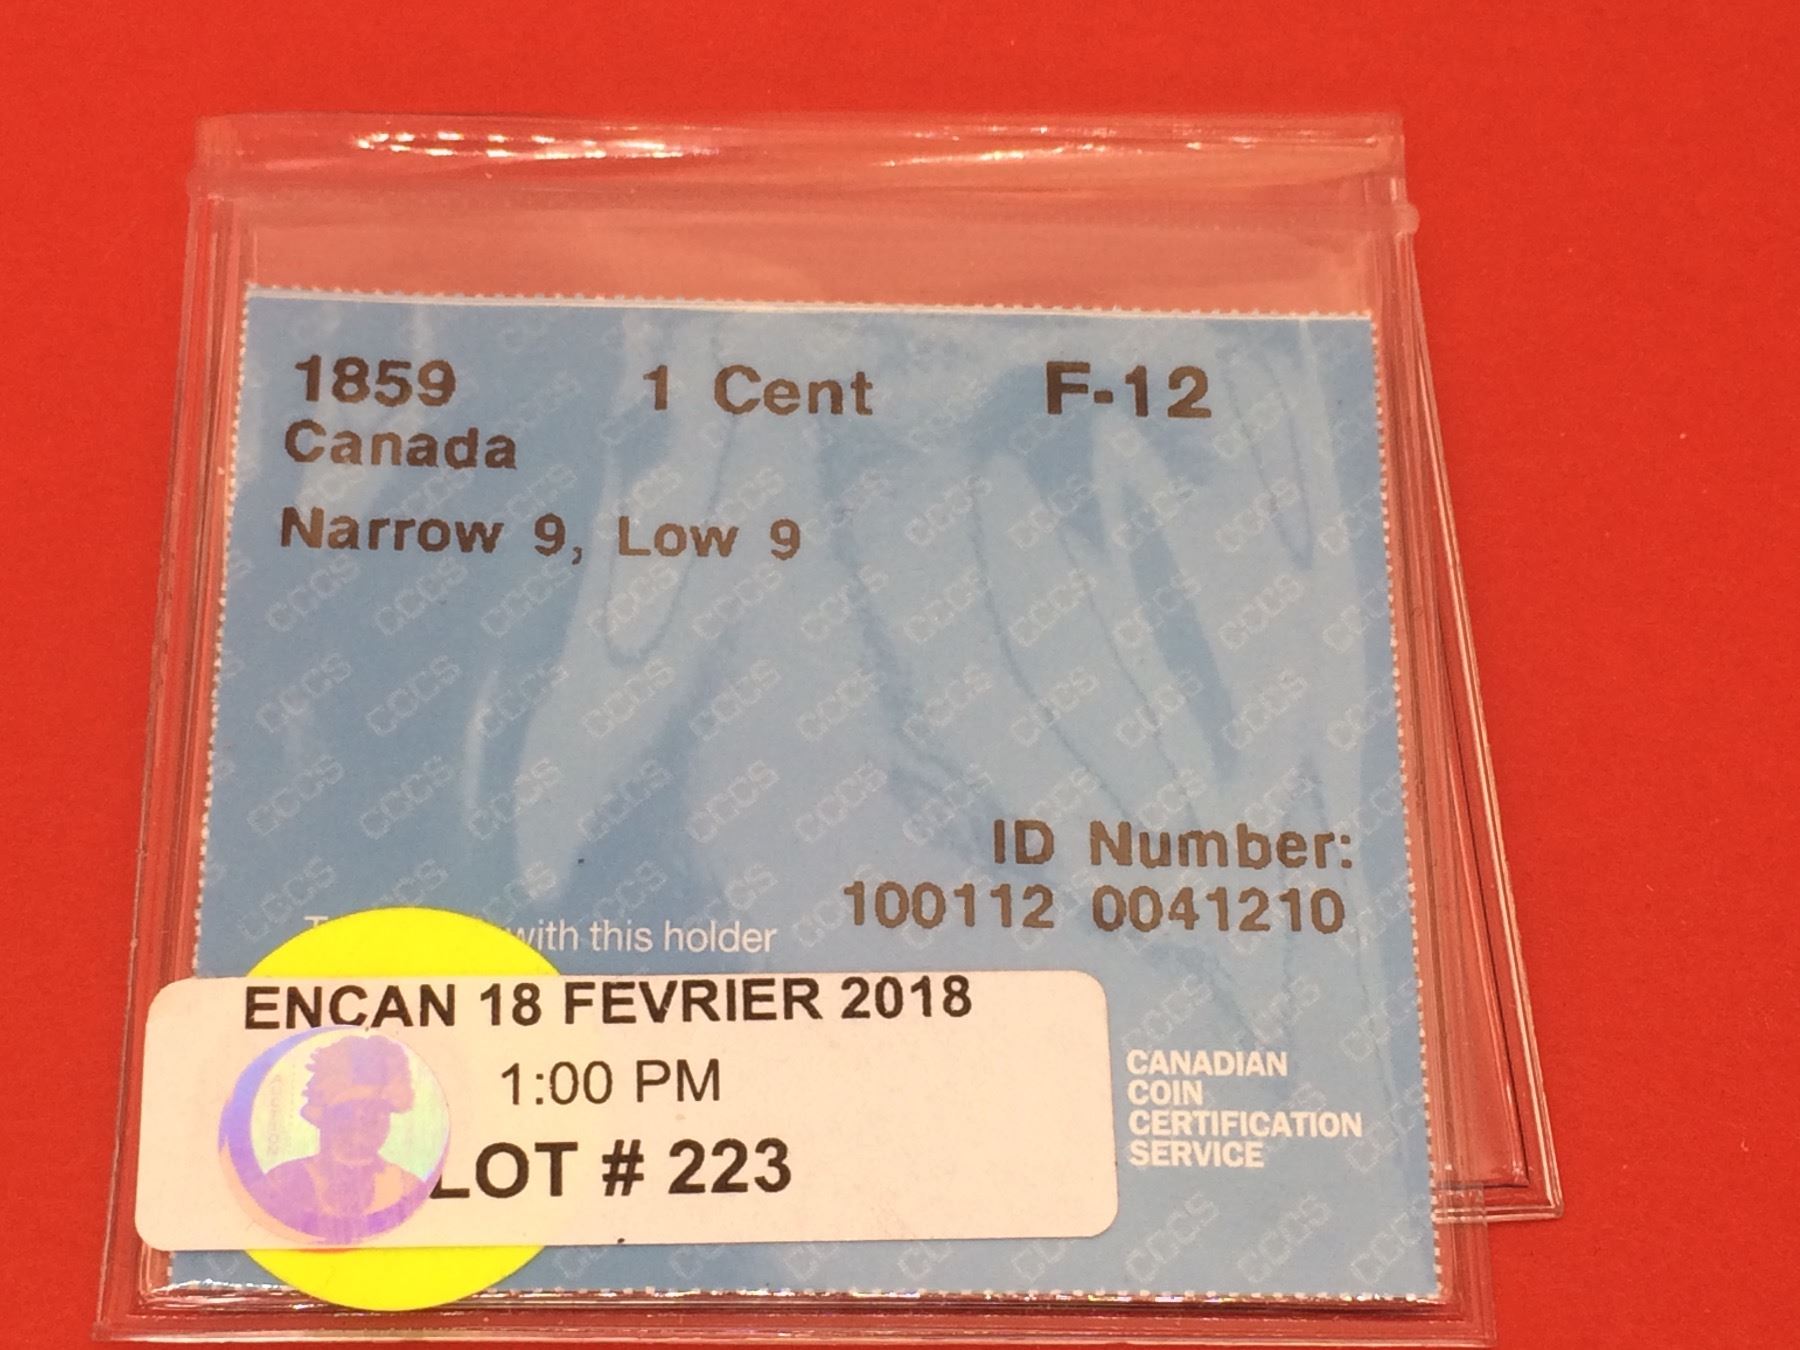 1859 1 Cent F-12
Canada
Narrow 9, Low 9
ID Number:
100112 0041210
with this holder
ENCAN 18 FEVRIER 2018
1:00 PM
LOT # 223
CANADIAN
COIN
CERTIFICATION
SERVICE